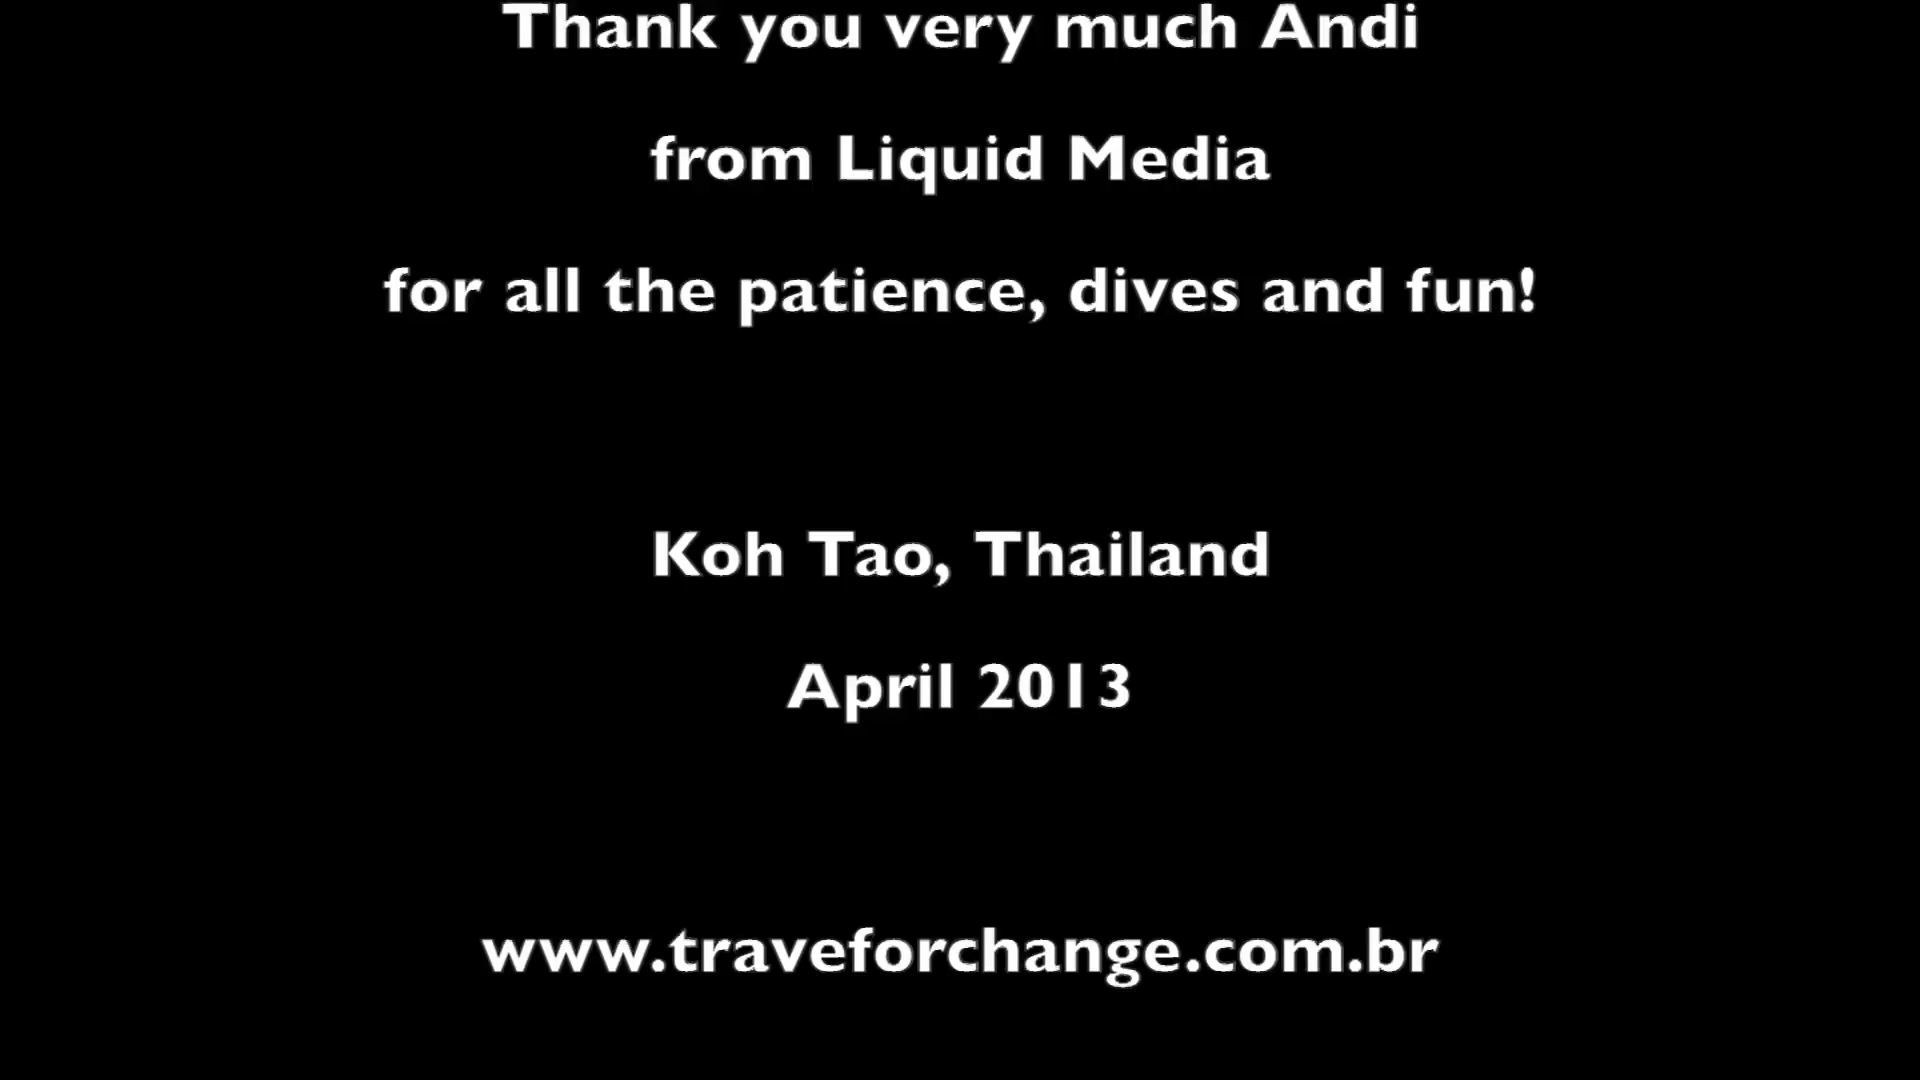 Thank you very much Andi
from Liquid Media
for all the patience, dives and fun!
Koh Tao, Thailand
April 2013
www.traveforchange.com.br